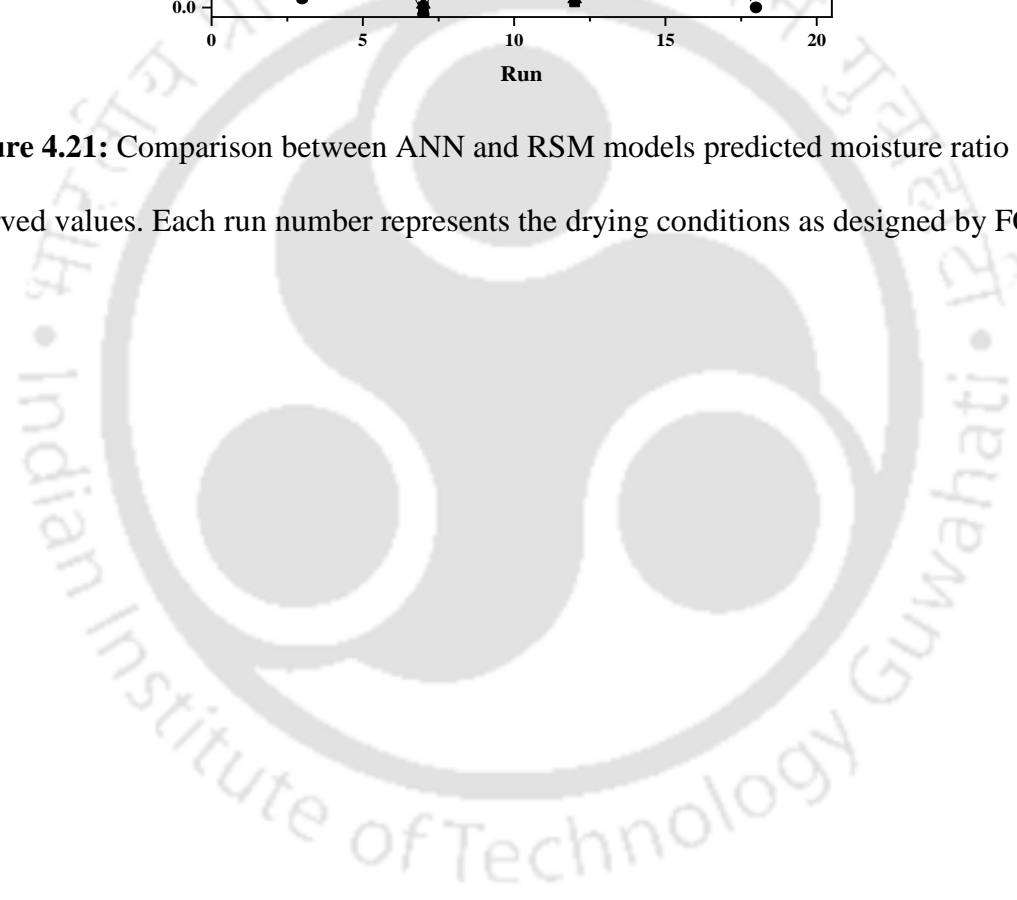 0.0
0 5 10 15 20
Run
ure 4.21: Comparison between ANN and RSM models predicted moisture ratio
rved values. Each run number represents the drying conditions as designed by F
Indian Institute of Technology Guwahati